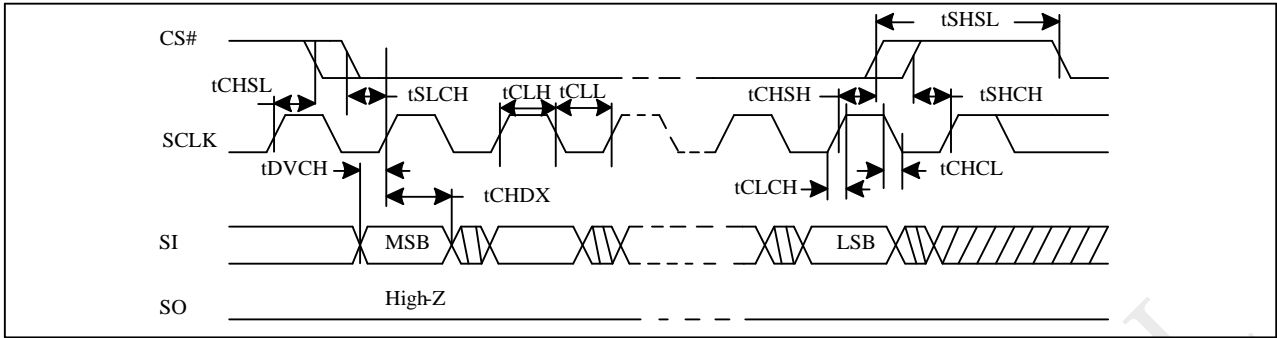 CS#
tSHSL
tCHSL
tSLCH
tCLH
tCLL
tCHSH
tSHCH
SCLK
tDVCH
tCHDX
tCLCH
tCHCL
SI
MSB
LSB
SO
High-Z